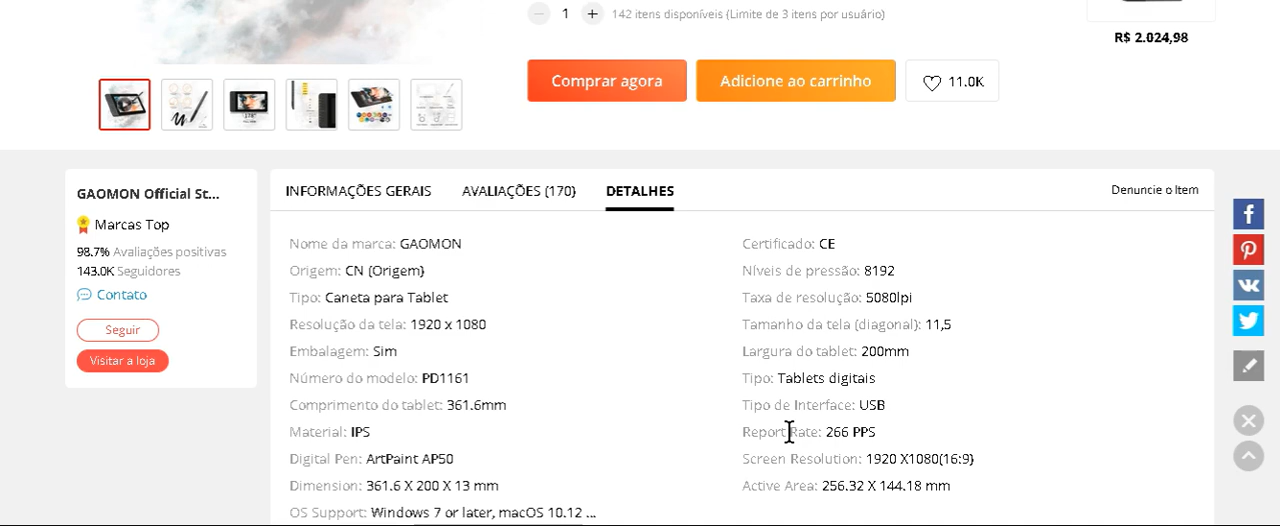 1
142 itens disponíveis (Limite de 3 itens por usuário)
R$ 2.024,98
Comprar agora
Adicione ao carrinho
11.0K
GAOMON Official St...
Marcas Top
98.7% Avaliações positivas
143.0K Seguidores
Contato
Seguir
Visitar a loja
INFORMAÇÕES GERAIS
AVALIAÇÕES (170)
DETALHES
Denuncie o Item
Nome da marca: GAOMON
Certificado: CE
Origem: CN (Origem)
Níveis de pressão: 8192
Tipo: Caneta para Tablet
Taxa de resolução: 5080lpi
Resolução da tela: 1920 x 1080
Tamanho da tela (diagonal): 11,5
Embalagem: Sim
Largura do tablet: 200mm
Número do modelo: PD1161
Tipo: Tablets digitais
Comprimento do tablet: 361.6mm
Tipo de Interface: USB
Material: IPS
Report Rate: 266 PPS
Digital Pen: ArtPaint AP50
Screen Resolution: 1920 X1080(16:9)
Dimension: 361.6 X 200 X 13 mm
Active Area: 256.32 X 144.18 mm
OS Support: Windows 7 or later, macOS 10.12 ...